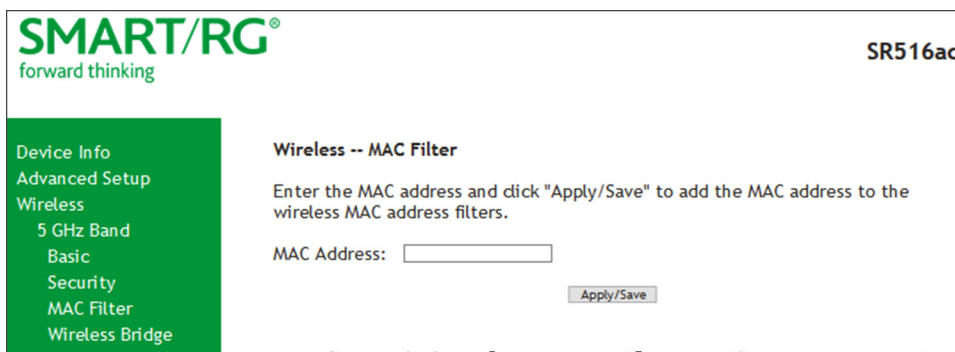 SMART/RG®
forward thinking
SR516ac
Device Info
Advanced Setup
Wireless
5 GHz Band
Basic
Security
MAC Filter
Wireless Bridge
Wireless -- MAC Filter
Enter the MAC address and click "Apply/Save" to add the MAC address to the
wireless MAC address filters.
MAC Address:
Apply/Save